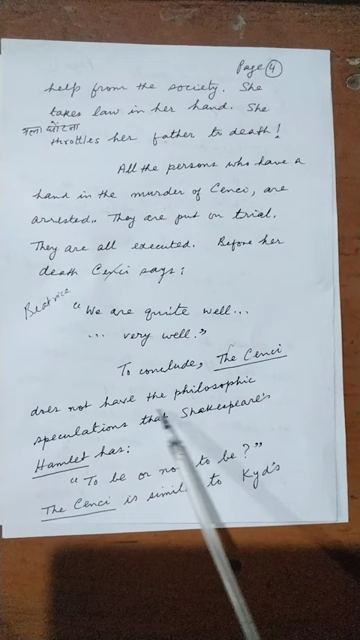 Page 4
help from the society. She
takes law in her hand. She
गला घोंटना
throttles her father to death!
All the persons who have a
hand in the murder of Cenci, are
arrested.. They are put on trial.
They are all executed. Before her
death Cenci says:
Beatrice
"We are quite well...
... very well."
To conclude, The Cenci
does not have the philosophic
speculations that Shakespeare's
Hamlet has:
"To be or no to be?"
The Cenci is simil to Kyd's